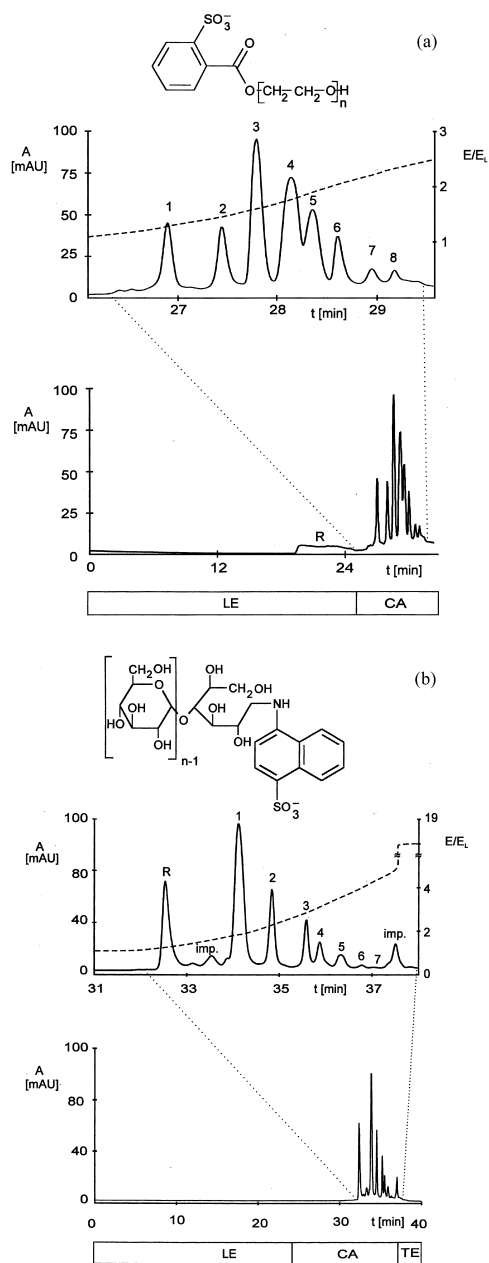 SO3−
(a)
O
O[CH2-CH2-O]nH
A
[mAU]
100
75
50
25
0
1
2
3
4
5
6
7
8
3
2
1
E/EL
27
28
29
t [min]
A
[mAU]
100
75
50
25
0
R
0
12
24
t [min]
LE
CA
(b)
CH2OH
O
OH
HO
OH
n-1
O
OH
CH2OH
OH
OH
NH
SO3−
A
[mAU]
100
80
40
0
R
imp.
1
2
3
4
5
6
7
imp.
19
E/EL
4
2
0
31
33
35
37
t [min]
A
[mAU]
100
80
40
0
0
10
20
30
t [min]
40
LE
CA
TE